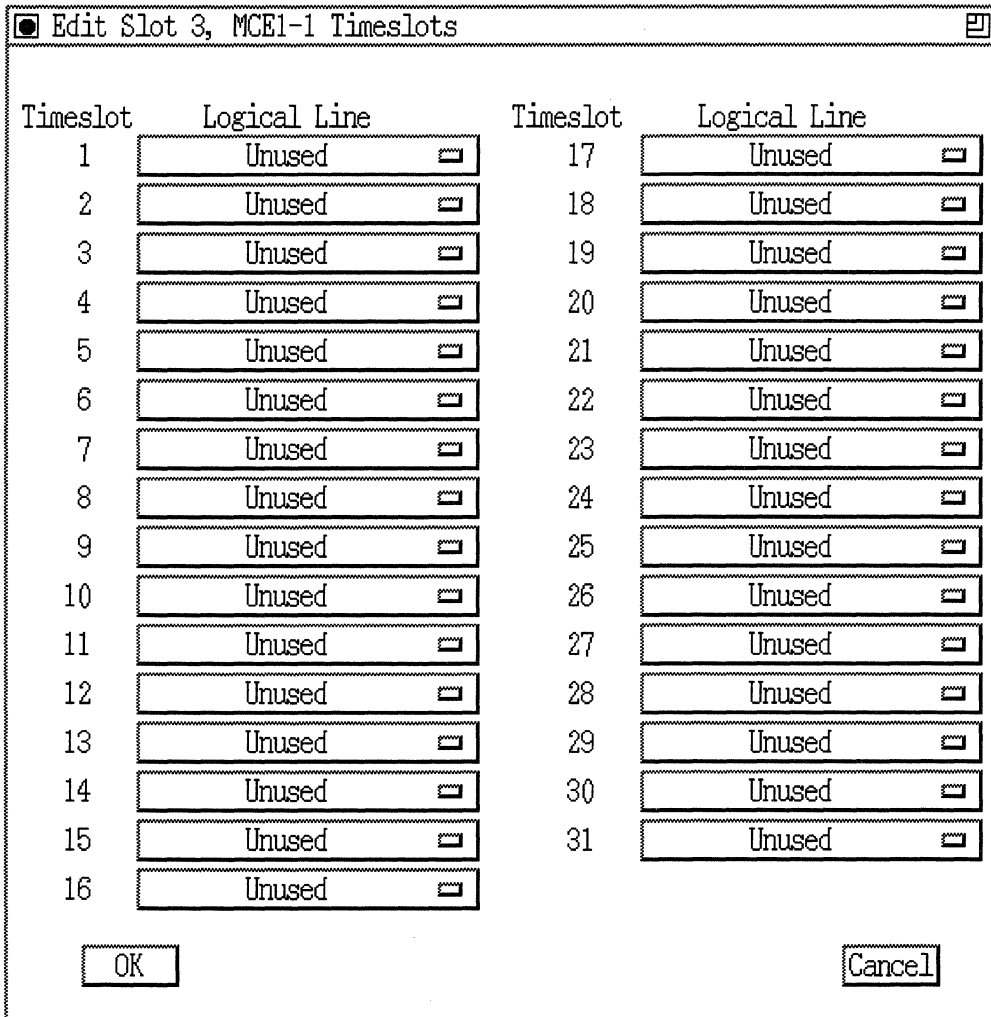 Edit Slot 3, MCE1-1 Timeslots
Timeslot Logical Line Timeslot Logical Line
1 Unused 17 Unused
2 Unused 18 Unused
3 Unused 19 Unused
4 Unused 20 Unused
5 Unused 21 Unused
6 Unused 22 Unused
7 Unused 23 Unused
8 Unused 24 Unused
9 Unused 25 Unused
10 Unused 26 Unused
11 Unused 27 Unused
12 Unused 28 Unused
13 Unused 29 Unused
14 Unused 30 Unused
15 Unused 31 Unused
16 Unused
OK Cancel